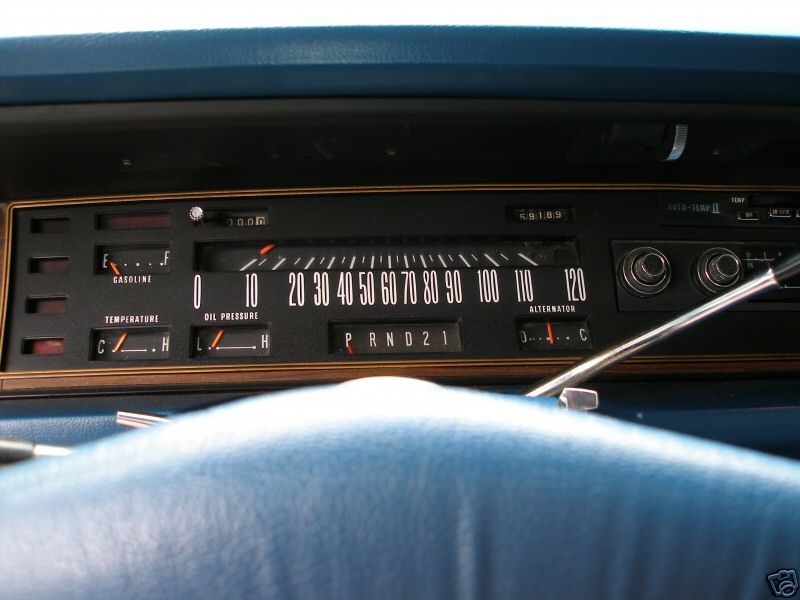 TEMP
OFF
59189
AUTO-TEMP II
E F
GASOLINE
0 10 20 30 40 50 60 70 80 90 100 110 120
TEMPERATURE
OIL PRESSURE
ALTERNATOR
C H
L H
P R N D 2 1
D C